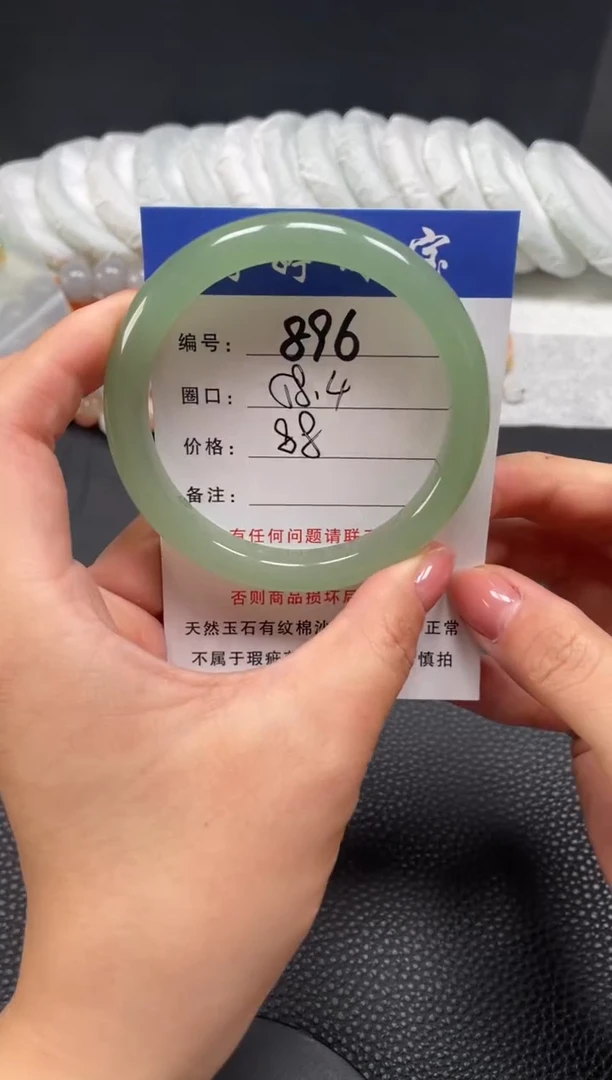 宝
编号: 896
圈口: 58.4
价格: 88
备注:
有任何问题请联
否则商品损坏
天然玉石有纹棉 正常
不属于瑕疵 慎拍